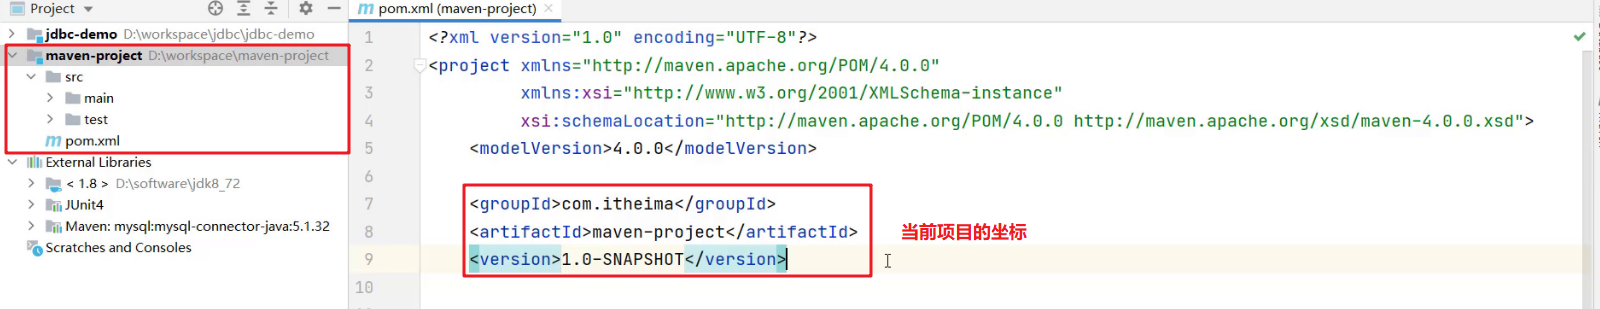 Project
pom.xml (maven-project)
jdbc-demo D:\workspace\jdbc\jdbc-demo
maven-project D:\workspace\maven-project
src
main
test
pom.xml
External Libraries
< 1.8 > D:\software\jdk8_72
JUnit4
Maven: mysql:mysql-connector-java:5.1.32
Scratches and Consoles
1 <?xml version="1.0" encoding="UTF-8"?>
2 <project xmlns="http://maven.apache.org/POM/4.0.0"
3 xmlns:xsi="http://www.w3.org/2001/XMLSchema-instance"
4 xsi:schemaLocation="http://maven.apache.org/POM/4.0.0 http://maven.apache.org/xsd/maven-4.0.0.xsd">
5 <modelVersion>4.0.0</modelVersion>
6
7 <groupId>com.itheima</groupId>
8 <artifactId>maven-project</artifactId>
当前项目的坐标
9 <version>1.0-SNAPSHOT</version>
10